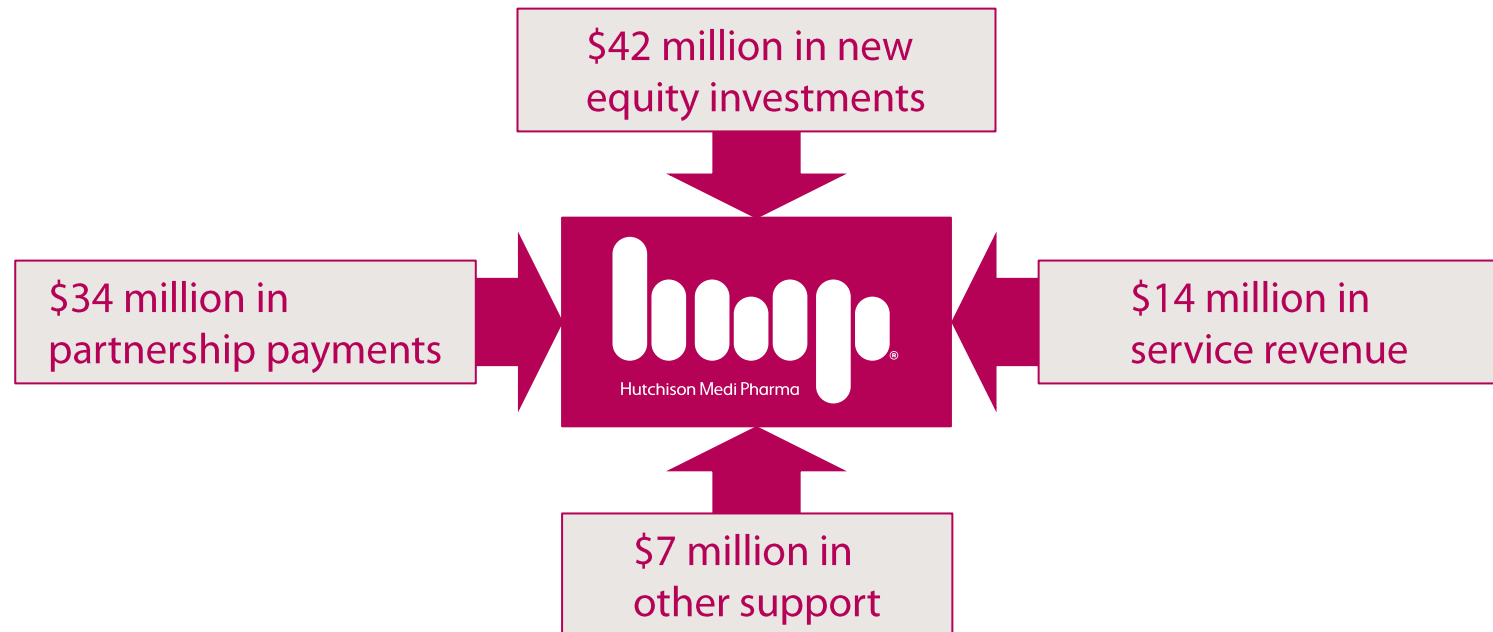 $42 million in new
equity investments
$34 million in
partnership payments
hmp®
Hutchison Medi Pharma
$14 million in
service revenue
$7 million in
other support